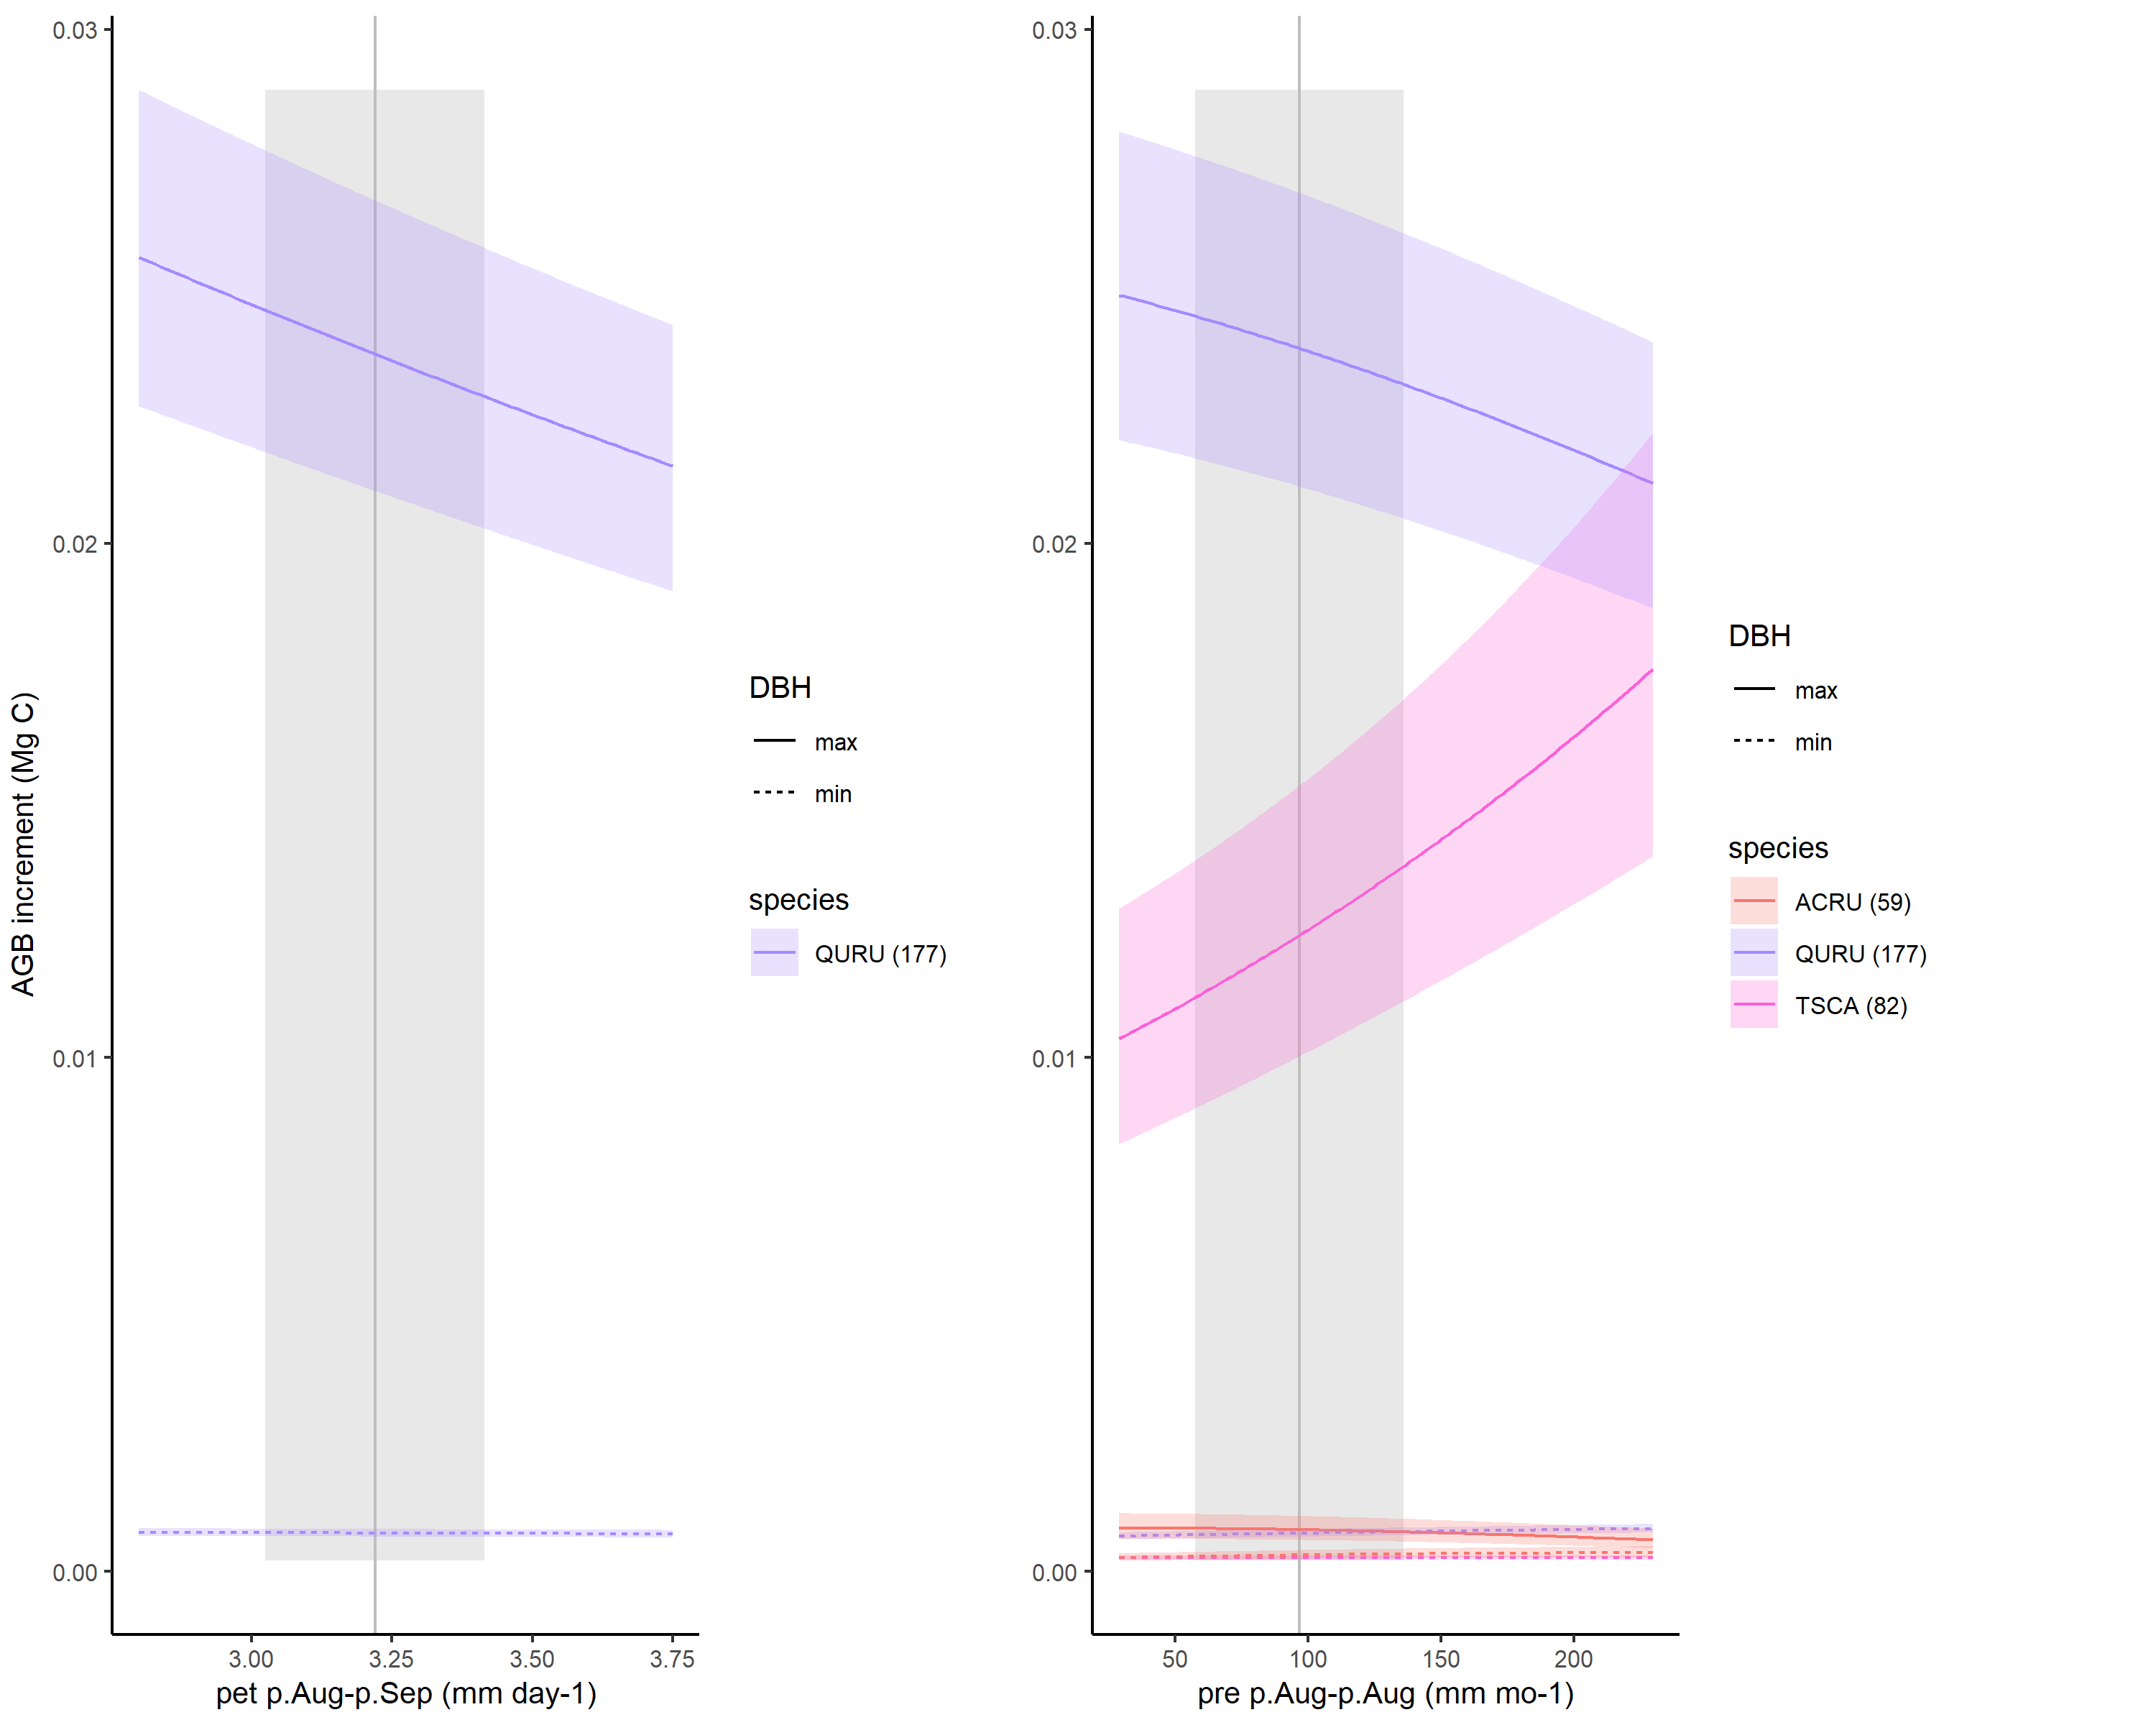 AGB increment (Mg C)
0.03
0.02
0.01
0.00
3.00 3.25 3.50 3.75
pet p.Aug-p.Sep (mm day-1)
DBH
max
min
species
QURU (177)
0.03
0.02
0.01
0.00
50 100 150 200
pre p.Aug-p.Aug (mm mo-1)
DBH
max
min
species
ACRU (59)
QURU (177)
TSCA (82)